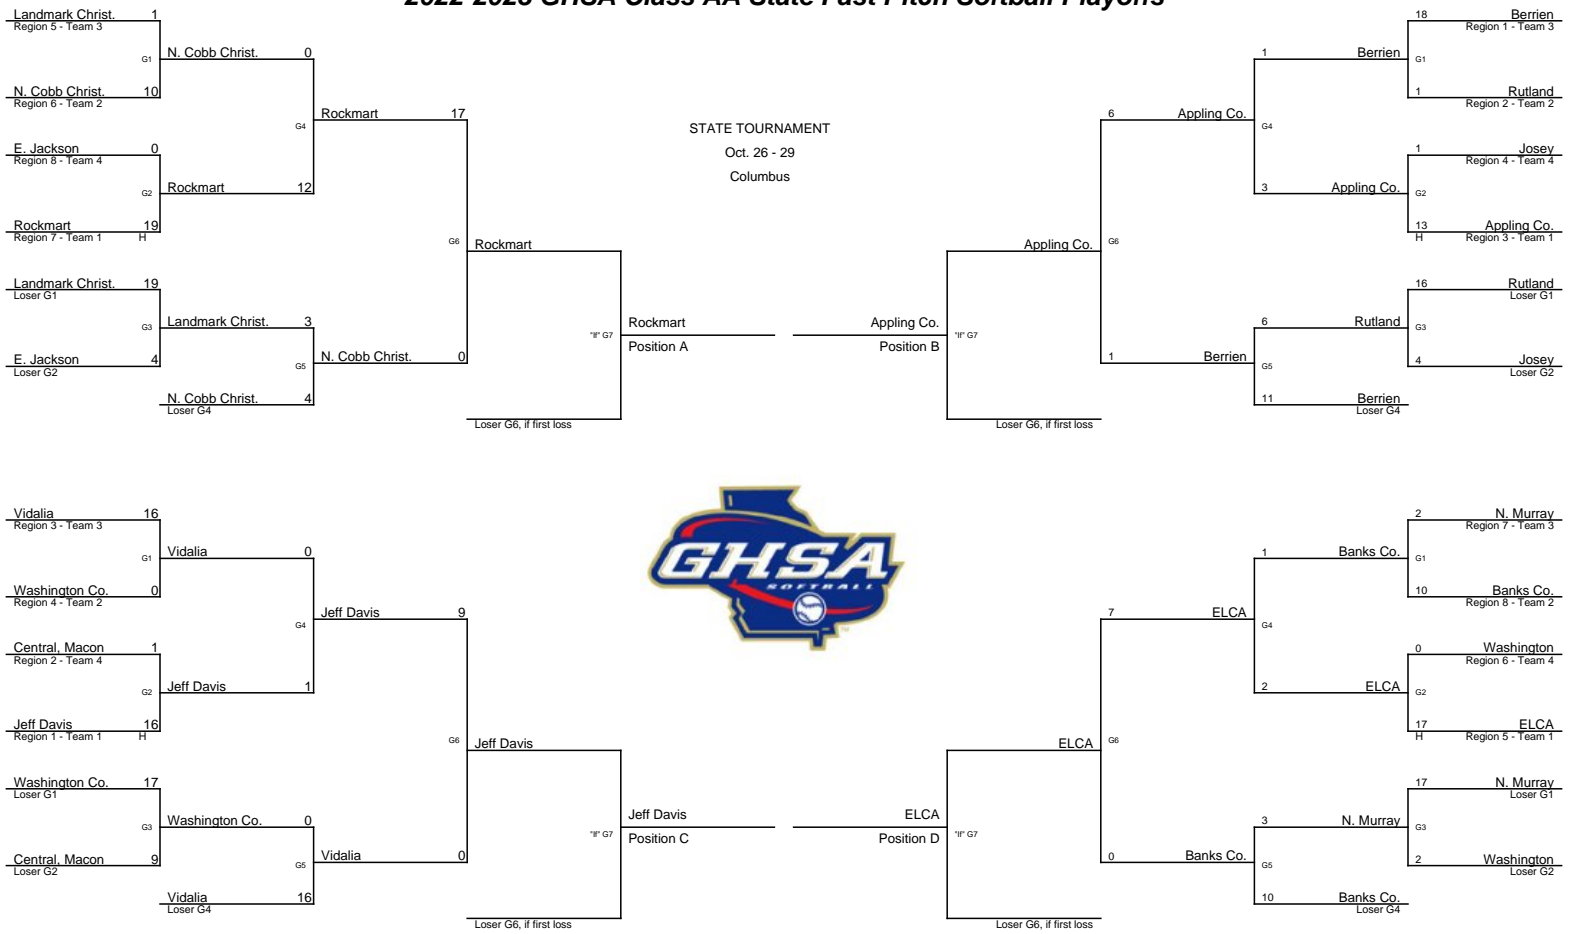 2022-2023 GHSA Class AA State Fast Pitch Softball Playoffs
Landmark Christ. 1
Region 5 - Team 3
G1
N. Cobb Christ. 0
N. Cobb Christ. 10
Region 6 - Team 2
G4
Rockmart 17
E. Jackson 0
Region 8 - Team 4
G2
Rockmart 12
Rockmart 19
Region 7 - Team 1 H
G6
Rockmart
Landmark Christ. 19
Loser G1
G3
Landmark Christ. 3
E. Jackson 4
Loser G2
G5
N. Cobb Christ. 0
N. Cobb Christ. 4
Loser G4
"If" G7
Rockmart
Position A
Loser G6, if first loss
STATE TOURNAMENT
Oct. 26 - 29
Columbus
18 Berrien
Region 1 - Team 3
1 Berrien
G1
1 Rutland
Region 2 - Team 2
6 Appling Co.
G4
1 Josey
Region 4 - Team 4
3 Appling Co.
G2
13 Appling Co.
H Region 3 - Team 1
Appling Co.
G6
16 Rutland
Loser G1
6 Rutland
G3
4 Josey
Loser G2
1 Berrien
G5
11 Berrien
Loser G4
Appling Co.
Position B
"If" G7
Loser G6, if first loss
Vidalia 16
Region 3 - Team 3
G1
Vidalia 0
Washington Co. 0
Region 4 - Team 2
G4
Jeff Davis 9
Central, Macon 1
Region 2 - Team 4
G2
Jeff Davis 1
Jeff Davis 16
Region 1 - Team 1 H
G6
Jeff Davis
Washington Co. 17
Loser G1
G3
Washington Co. 0
Central, Macon 9
Loser G2
G5
Vidalia 0
Vidalia 16
Loser G4
"If" G7
Jeff Davis
Position C
Loser G6, if first loss
GHSA
SOFTBALL
2 N. Murray
Region 7 - Team 3
1 Banks Co.
G1
10 Banks Co.
Region 8 - Team 2
7 ELCA
G4
0 Washington
Region 6 - Team 4
2 ELCA
G2
17 ELCA
H Region 5 - Team 1
ELCA
G6
17 N. Murray
Loser G1
3 N. Murray
G3
2 Washington
Loser G2
0 Banks Co.
G5
10 Banks Co.
Loser G4
ELCA
Position D
"If" G7
Loser G6, if first loss